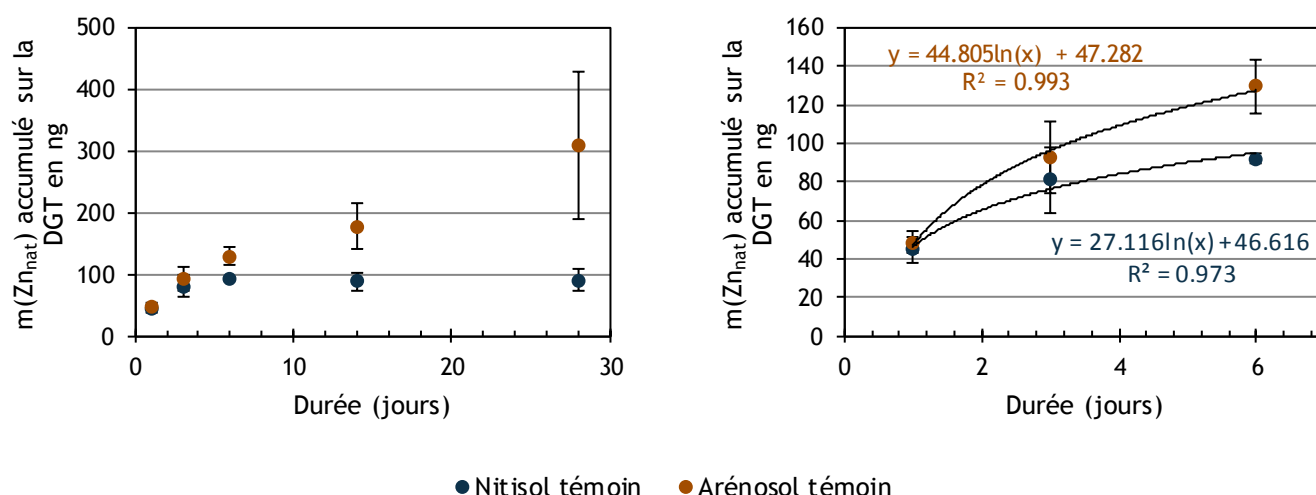 500
400
300
200
100
0
0
10
20
30
m(Zn_nat) accumulé sur la
DGT en ng
Durée (jours)
160
140
120
100
80
60
40
20
0
0
2
4
6
m(Zn_nat) accumulé sur la
DGT en ng
Durée (jours)
y = 44.805ln(x) + 47.282
R² = 0.993
y = 27.116ln(x) + 46.616
R² = 0.973
Nitisol témoin Arénosol témoin